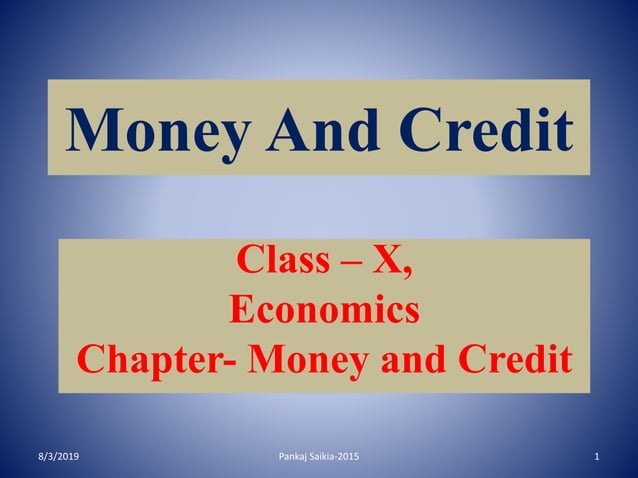 Money And Credit
Class – X,
Economics
Chapter- Money and Credit
8/3/2019
Pankaj Saikia-2015
1